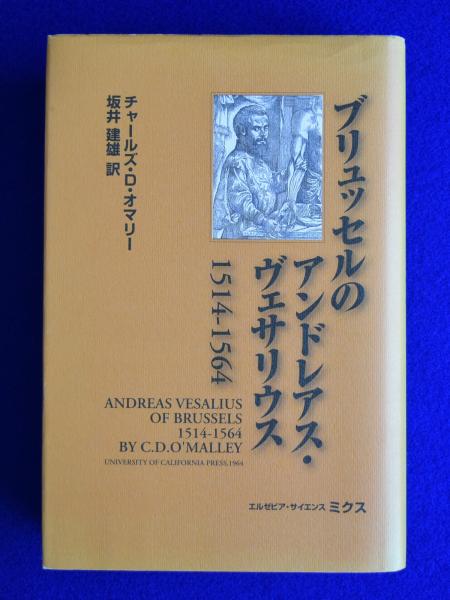 ブリュッセルの
アンドレアス・
ヴェサリウス
1514-1564
チャールズ・D・オマリー
坂井 建雄 訳
ANDREAS VESALIUS
OF BRUSSELS
1514-1564
BY C.D.O'MALLEY
UNIVERSITY OF CALIFORNIA PRESS,1964
エルゼビア・サイエンス ミクス